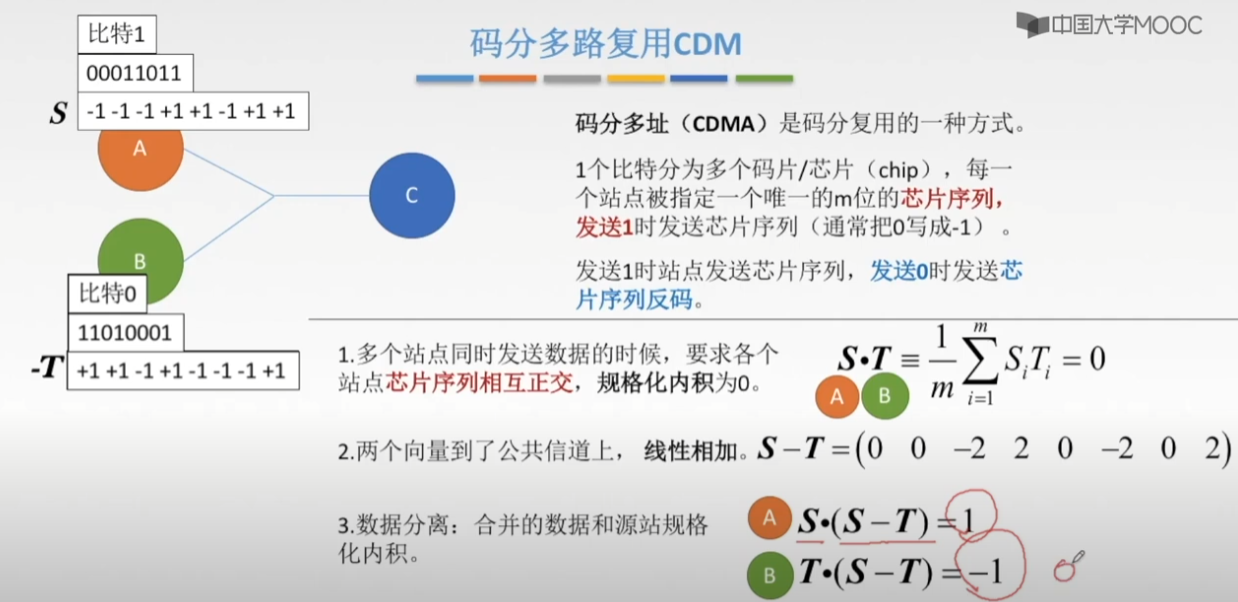 中国大学MOOC
码分多路复用CDM
比特1
00011011
S
-1 -1 -1 +1 +1 -1 +1 +1
A
B
C
比特0
11010001
-T
+1 +1 -1 +1 -1 -1 -1 +1
码分多址（CDMA）是码分复用的一种方式。
1个比特分为多个码片/芯片（chip），每一
个站点被指定一个唯一的m位的芯片序列，
发送1时发送芯片序列（通常把0写成-1）。
发送1时站点发送芯片序列，发送0时发送芯
片序列反码。
1.多个站点同时发送数据的时候，要求各个
站点芯片序列相互正交，规格化内积为0。
S•T ≡ \frac{1}{m} \sum_{i=1}^{m} S_i T_i = 0
A B
2.两个向量到了公共信道上， 线性相加。S－T＝(0 0 −2 2 0 −2 0 2)
3.数据分离：合并的数据和源站规格
化内积。
A S•(S－T)＝1
B T•(S－T)＝−1 0